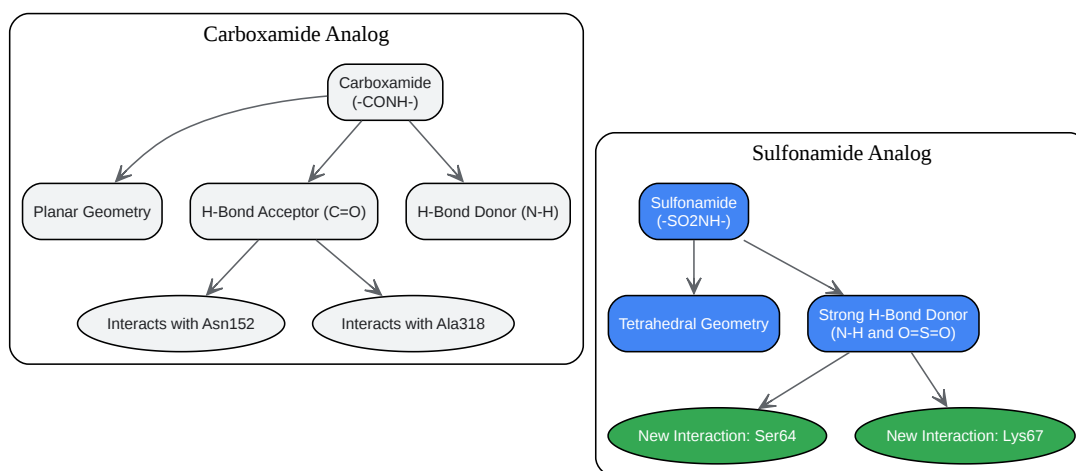 Carboxamide Analog
Carboxamide
(-CONH-)
Planar Geometry
H-Bond Acceptor (C=O)
H-Bond Donor (N-H)
Interacts with Asn152
Interacts with Ala318
Sulfonamide Analog
Sulfonamide
(-SO2NH-)
Tetrahedral Geometry
Strong H-Bond Donor
(N-H and O=S=O)
New Interaction: Ser64
New Interaction: Lys67